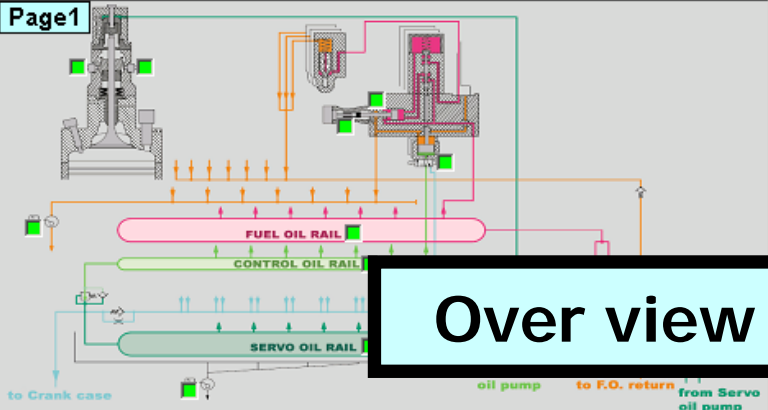 Page1
FUEL OIL RAIL
CONTROL OIL RAIL
Over view
SERVO OIL RAIL
to Crank case
oil pump
to F.O. return
from Servo
oil pump